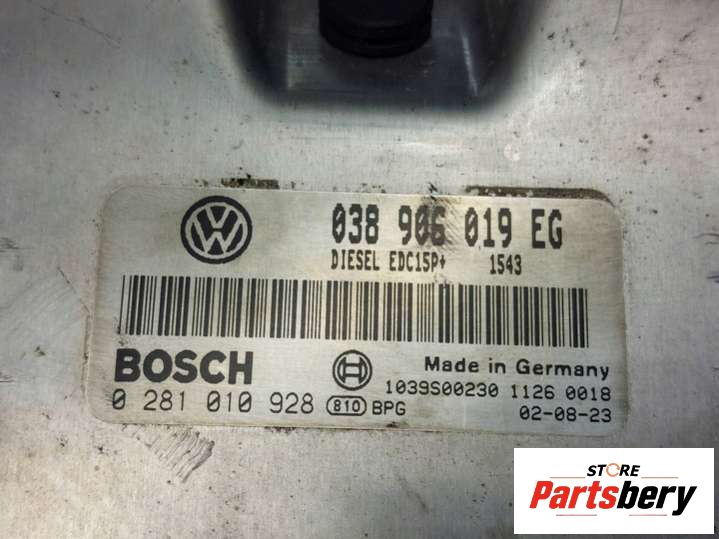 VW
038 906 019 EG
DIESEL EDC15P+ 1543
BOSCH
Made in Germany
1039S00230 1126 0018
0 281 010 928 810 BPG
02-08-23
STORE
Partsbery